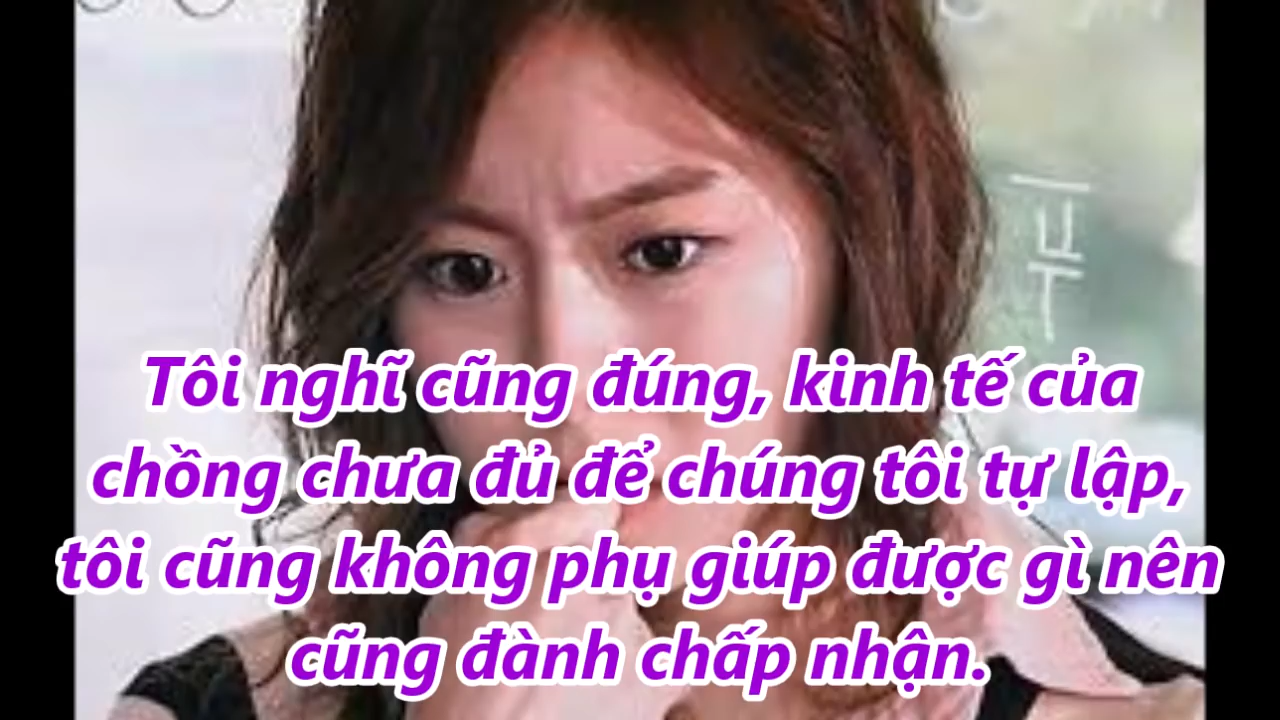 Tôi nghĩ cũng đúng, kinh tế của
chồng chưa đủ để chúng tôi tự lập,
tôi cũng không phụ giúp được gì nên
cũng đành chấp nhận.